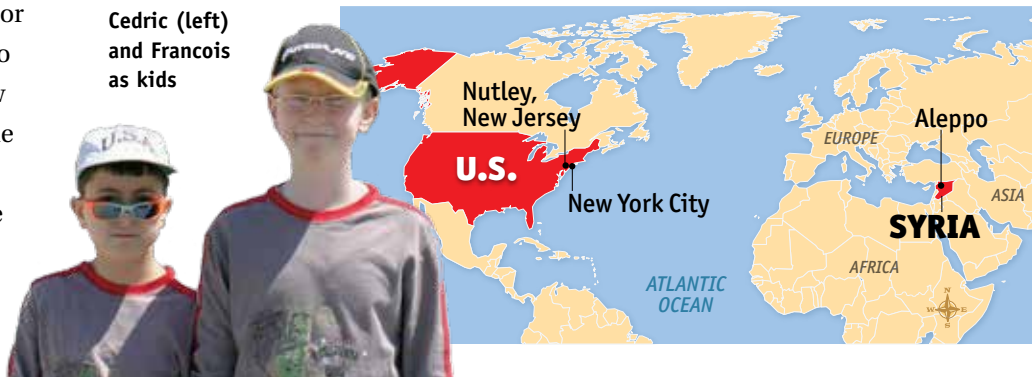 or
o
e
e
Cedric (left)
and Francois
as kids
U.S.A
Nutley,
New Jersey
U.S.
New York City
ATLANTIC
OCEAN
EUROPE
Aleppo
ASIA
SYRIA
AFRICA
N
W E
S